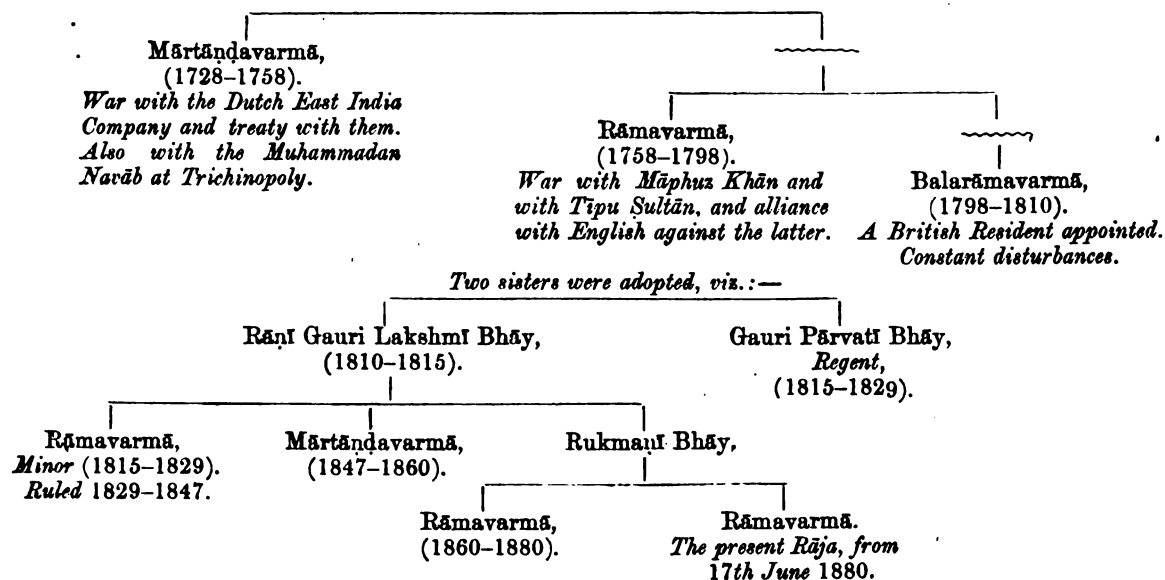 Mārtāṇḍavarmā,
(1728–1758).
War with the Dutch East India
Company and treaty with them.
Also with the Muhammadan
Navāb at Trichinopoly.
Rāmavarmā,
(1758–1798).
War with Māphuz Khān and
with Tīpu Ṣultān, and alliance
with English against the latter.
Balarāmavarmā,
(1798–1810).
A British Resident appointed.
Constant disturbances.
Two sisters were adopted, viz.:—
Rāṇī Gauri Lakshmī Bhāy,
(1810–1815).
Gauri Pārvatī Bhāy,
Regent,
(1815–1829).
Rāmavarmā,
Minor (1815–1829).
Ruled 1829–1847.
Mārtāṇḍavarmā,
(1847–1860).
Rukmaṇī Bhāy,
Rāmavarmā,
(1860–1880).
Rāmavarmā.
The present Rāja, from
17th June 1880.